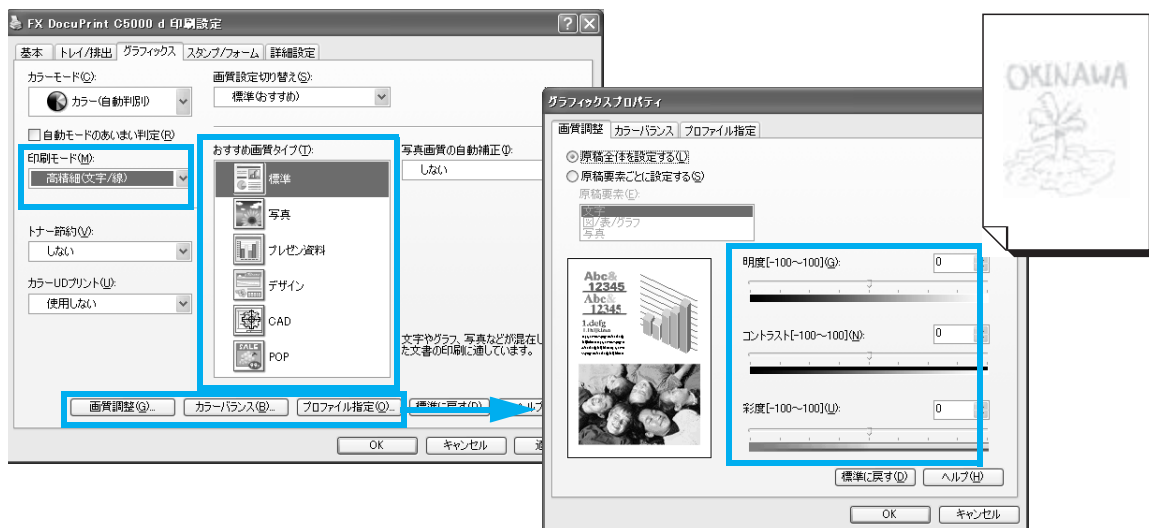 FX DocuPrint C5000 d 印刷設定
基本 トレイ/排出 グラフィックス スタンプ/フォーム 詳細設定
カラーモード(C):
カラー(自動判別)
自動モードのあいまい判定(R)
印刷モード(M):
高精細(文字/線)
トナー節約(V):
しない
カラーUDプリント(L):
使用しない
画質設定切り替え(S):
標準(おすすめ)
おすすめ画質タイプ(T):
標準
写真
プレゼン資料
デザイン
CAD
SALE
POP
写真画質の自動補正(I):
しない
文字やグラフ、写真などが混在し
た文書の印刷に適しています。
画質調整(G)... カラーバランス(B)... プロファイル指定(O)... 標準に戻す(D) ヘルプ
OK キャンセル
グラフィックスプロパティ
画質調整 カラーバランス プロファイル指定
原稿全体を設定する(L)
原稿要素ごとに設定する(S)
原稿要素(E):
文字
図/表/グラフ
写真
Abc&
12345
Abc&
12345
1.defg
明度[-100～100](G): 0
コントラスト[-100～100](N): 0
彩度[-100～100](U): 0
標準に戻す(D) ヘルプ(H)
OK キャンセル
OKINAWA